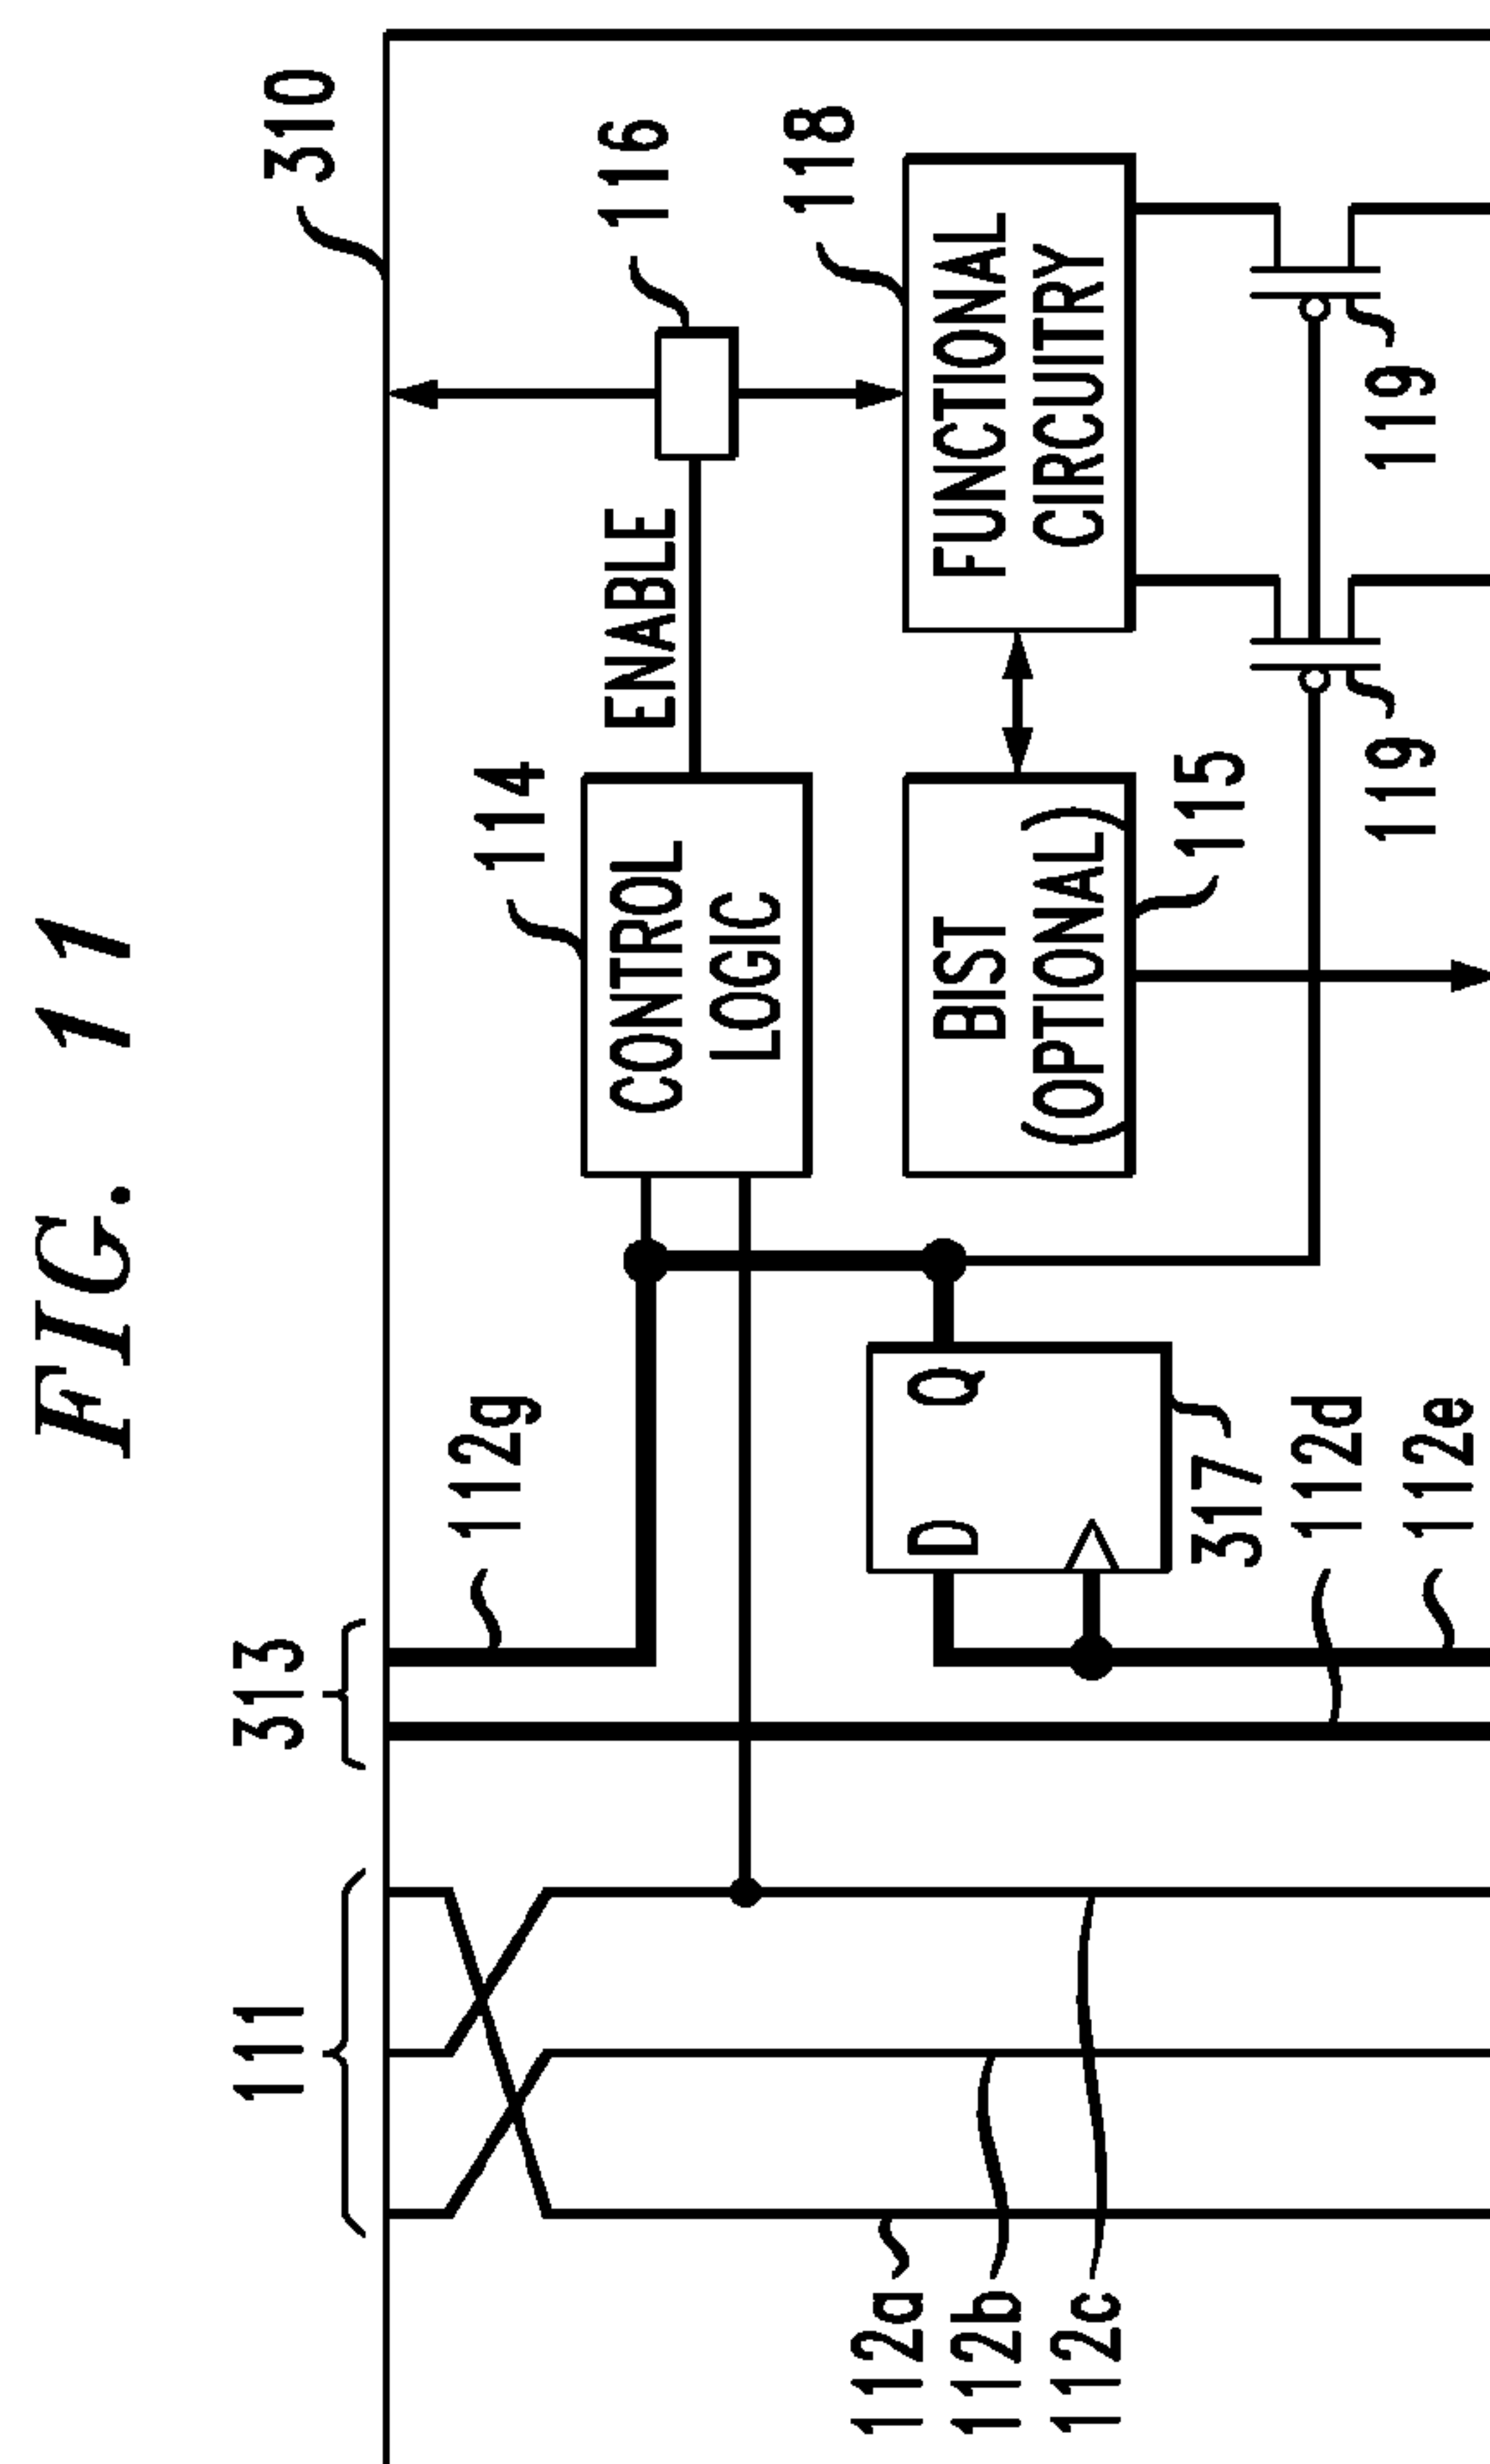 FIG. 11
310
116
118
114
ENABLE
CONTROL
LOGIC
FUNCTIONAL
CIRCUITRY
BIST
(OPTIONAL)
115
119
119
313
112g
D
Q
317
112d
112e
111
112a
112b
112c